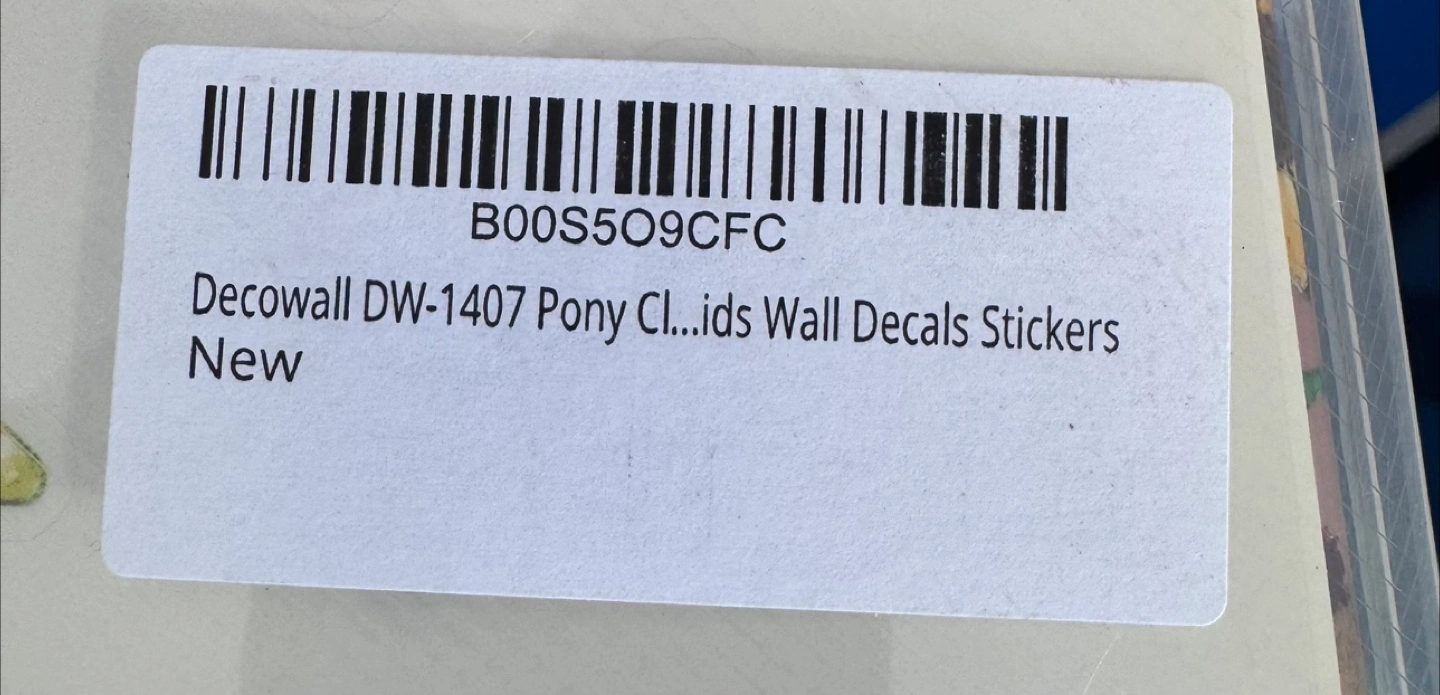 B00S5O9CFC
Decowall DW-1407 Pony Cl...ids Wall Decals Stickers
New